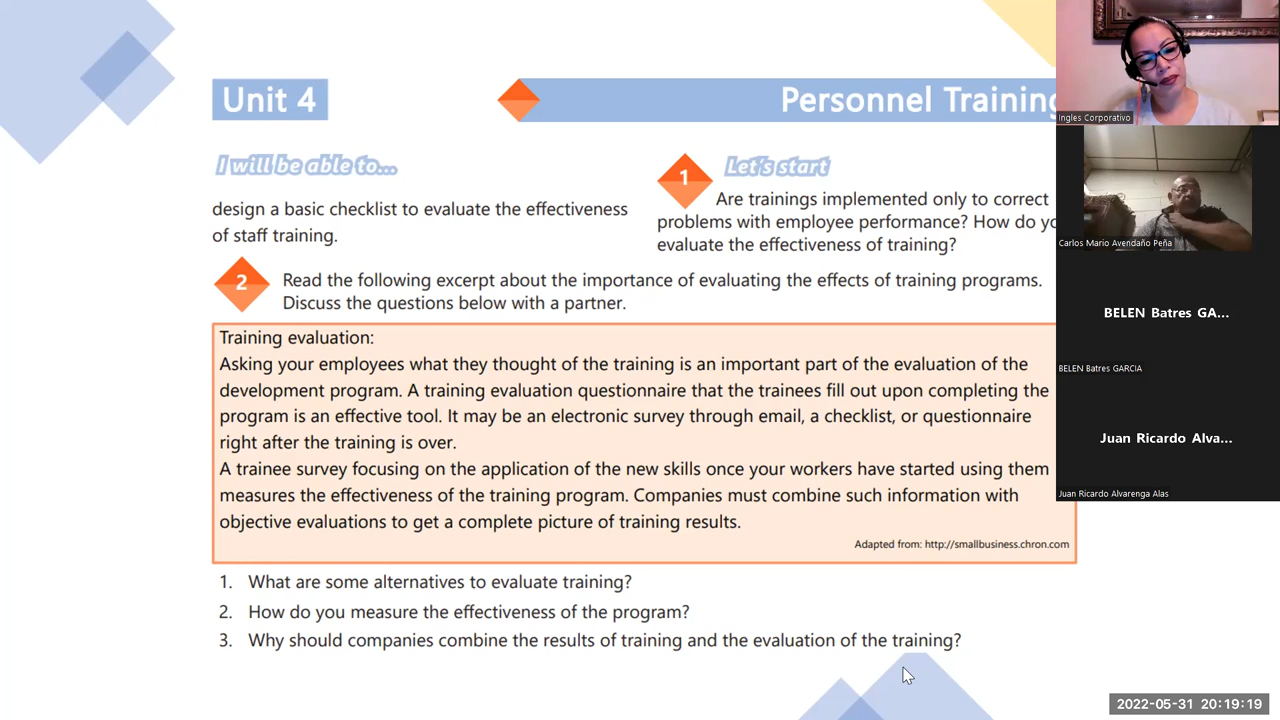 Unit 4
Personnel Training
I will be able to...
design a basic checklist to evaluate the effectiveness
of staff training.
1
Let's start
Are trainings implemented only to correct
problems with employee performance? How do yo
evaluate the effectiveness of training?
2
Read the following excerpt about the importance of evaluating the effects of training programs.
Discuss the questions below with a partner.
Training evaluation:
Asking your employees what they thought of the training is an important part of the evaluation of the
development program. A training evaluation questionnaire that the trainees fill out upon completing the
program is an effective tool. It may be an electronic survey through email, a checklist, or questionnaire
right after the training is over.
A trainee survey focusing on the application of the new skills once your workers have started using them
measures the effectiveness of the training program. Companies must combine such information with
objective evaluations to get a complete picture of training results.
Adapted from: http://smallbusiness.chron.com
1. What are some alternatives to evaluate training?
2. How do you measure the effectiveness of the program?
3. Why should companies combine the results of training and the evaluation of the training?
Ingles Corporativo
Carlos Mario Avendaño Peña
BELEN Batres GA...
BELEN Batres GARCIA
Juan Ricardo Alva...
Juan Ricardo Alvarenga Alas
2022-05-31 20:19:19